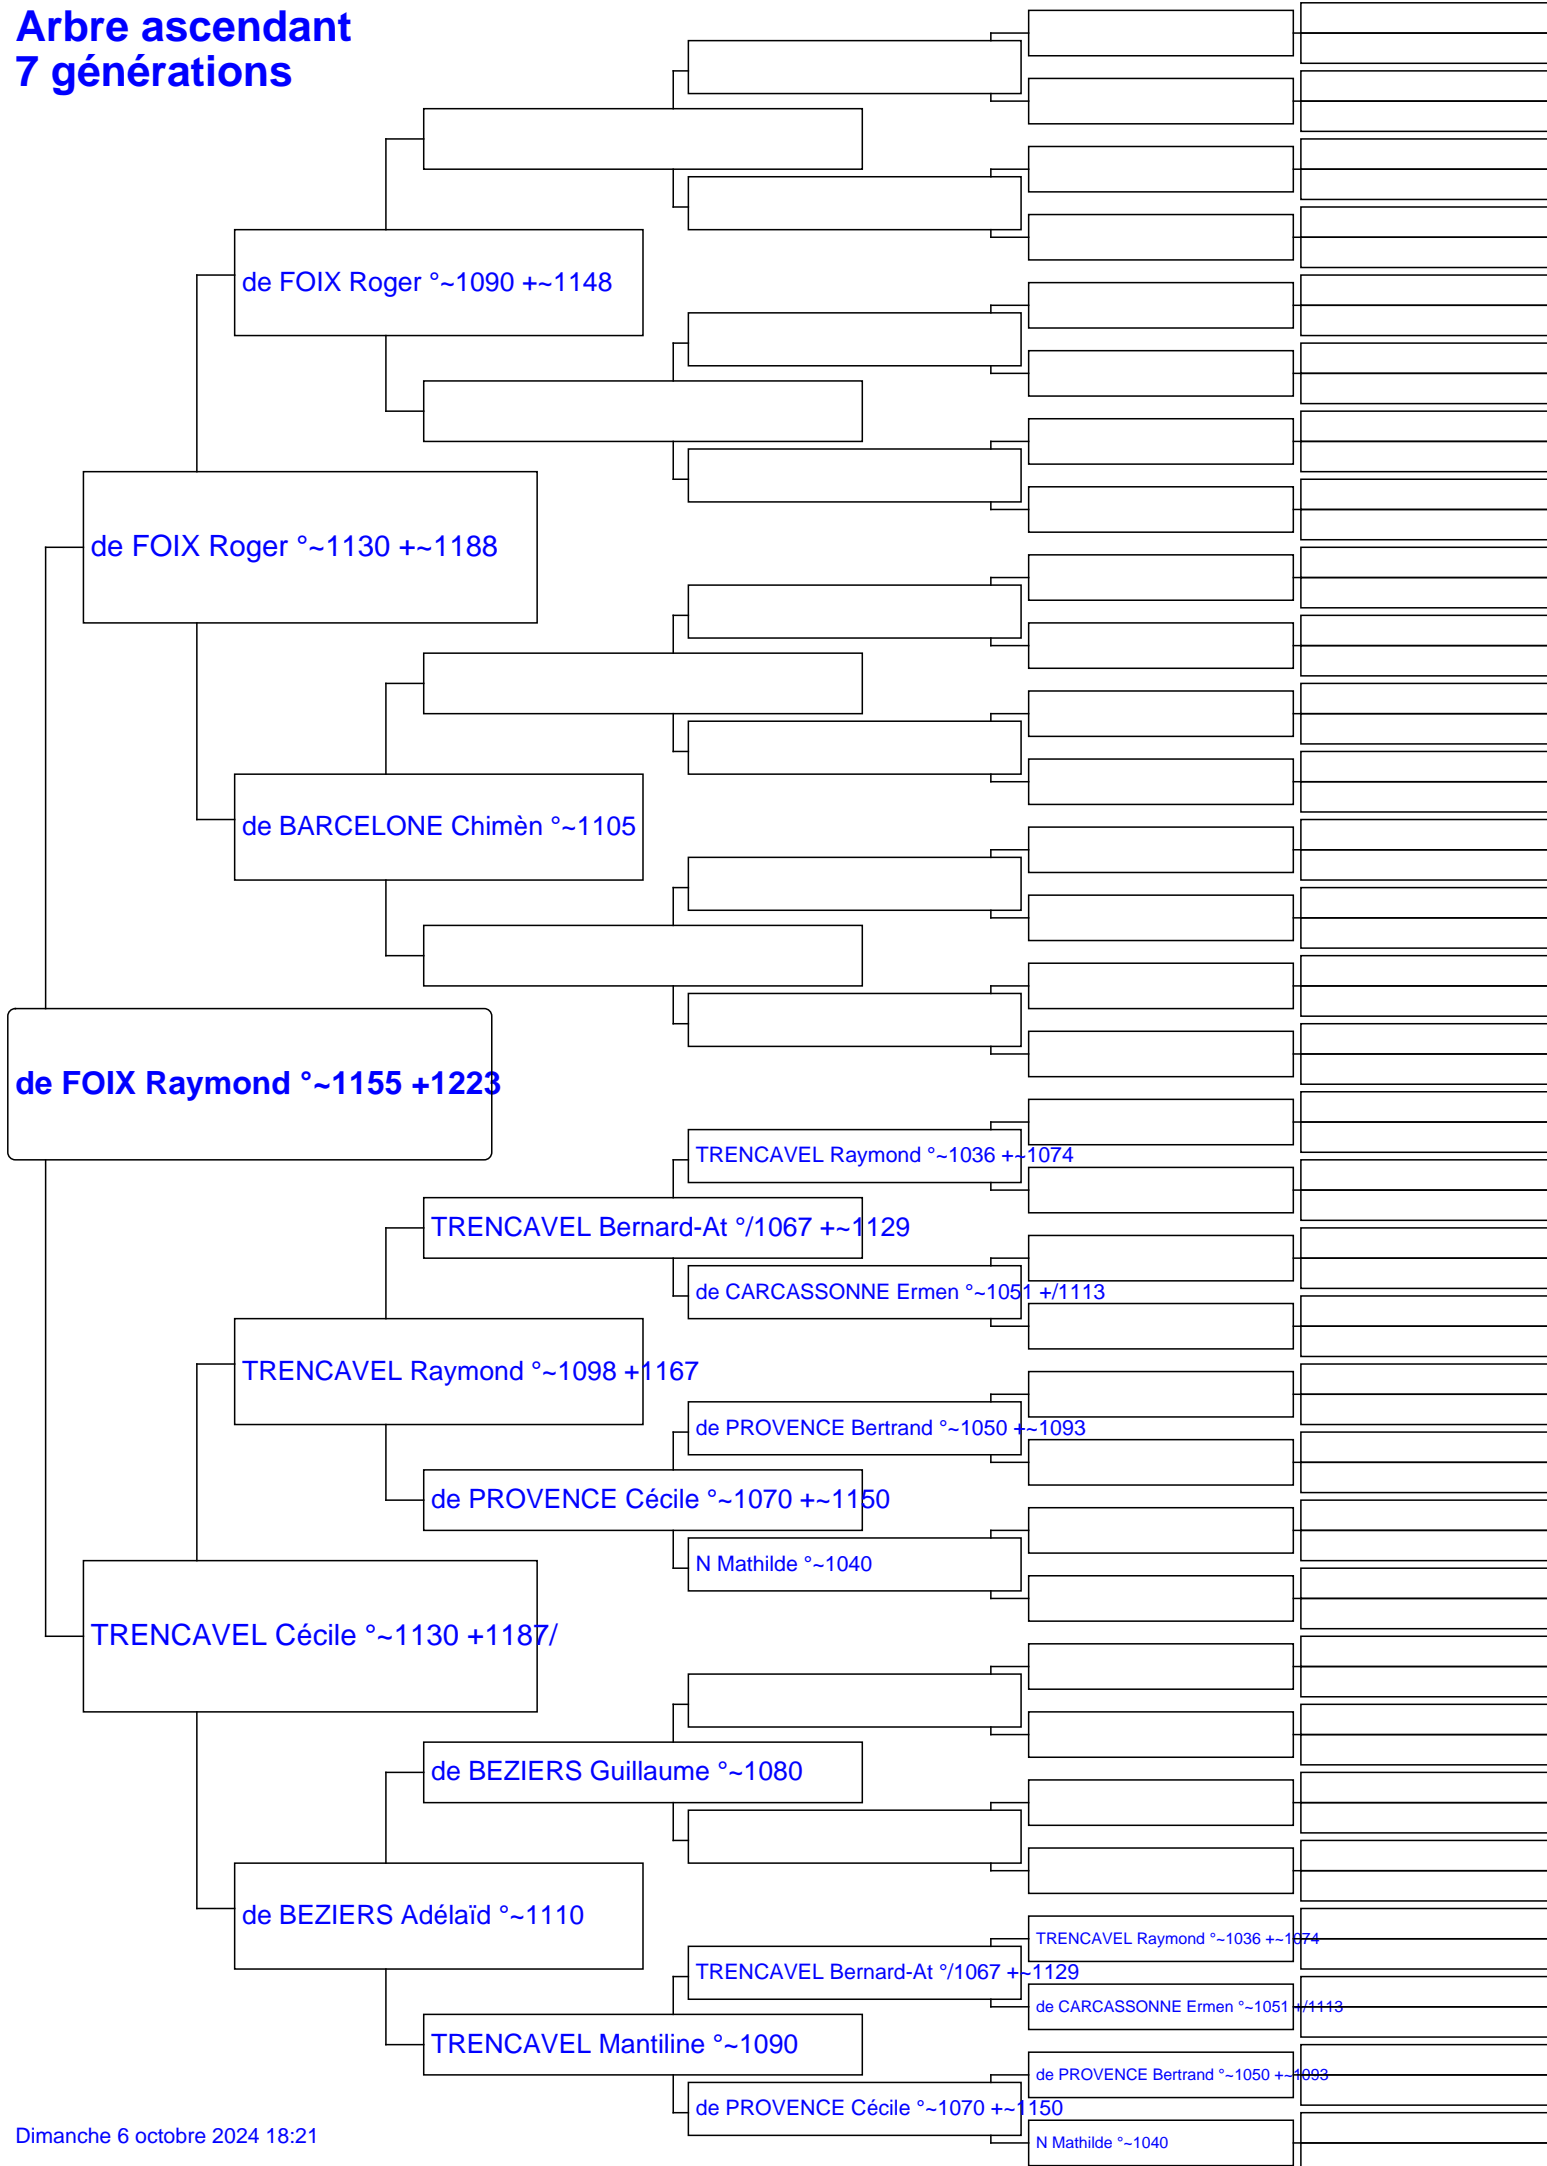 Arbre ascendant
7 générations
de FOIX Roger °~1090 +~1148
de FOIX Roger °~1130 +~1188
de BARCELONE Chimèn °~1105
de FOIX Raymond °~1155 +1223
TRENCAVEL Raymond °~1036 +~1074
TRENCAVEL Bernard-At °/1067 +~1129
de CARCASSONNE Ermen °~1051 +/1113
TRENCAVEL Raymond °~1098 +1167
de PROVENCE Bertrand °~1050 +~1093
de PROVENCE Cécile °~1070 +~1150
N Mathilde °~1040
TRENCAVEL Cécile °~1130 +1187/
de BEZIERS Guillaume °~1080
de BEZIERS Adélaïd °~1110
TRENCAVEL Raymond °~1036 +~1074
TRENCAVEL Bernard-At °/1067 +~1129
de CARCASSONNE Ermen °~1051 +/1113
TRENCAVEL Mantiline °~1090
de PROVENCE Bertrand °~1050 +~1093
de PROVENCE Cécile °~1070 +~1150
N Mathilde °~1040
Dimanche 6 octobre 2024 18:21